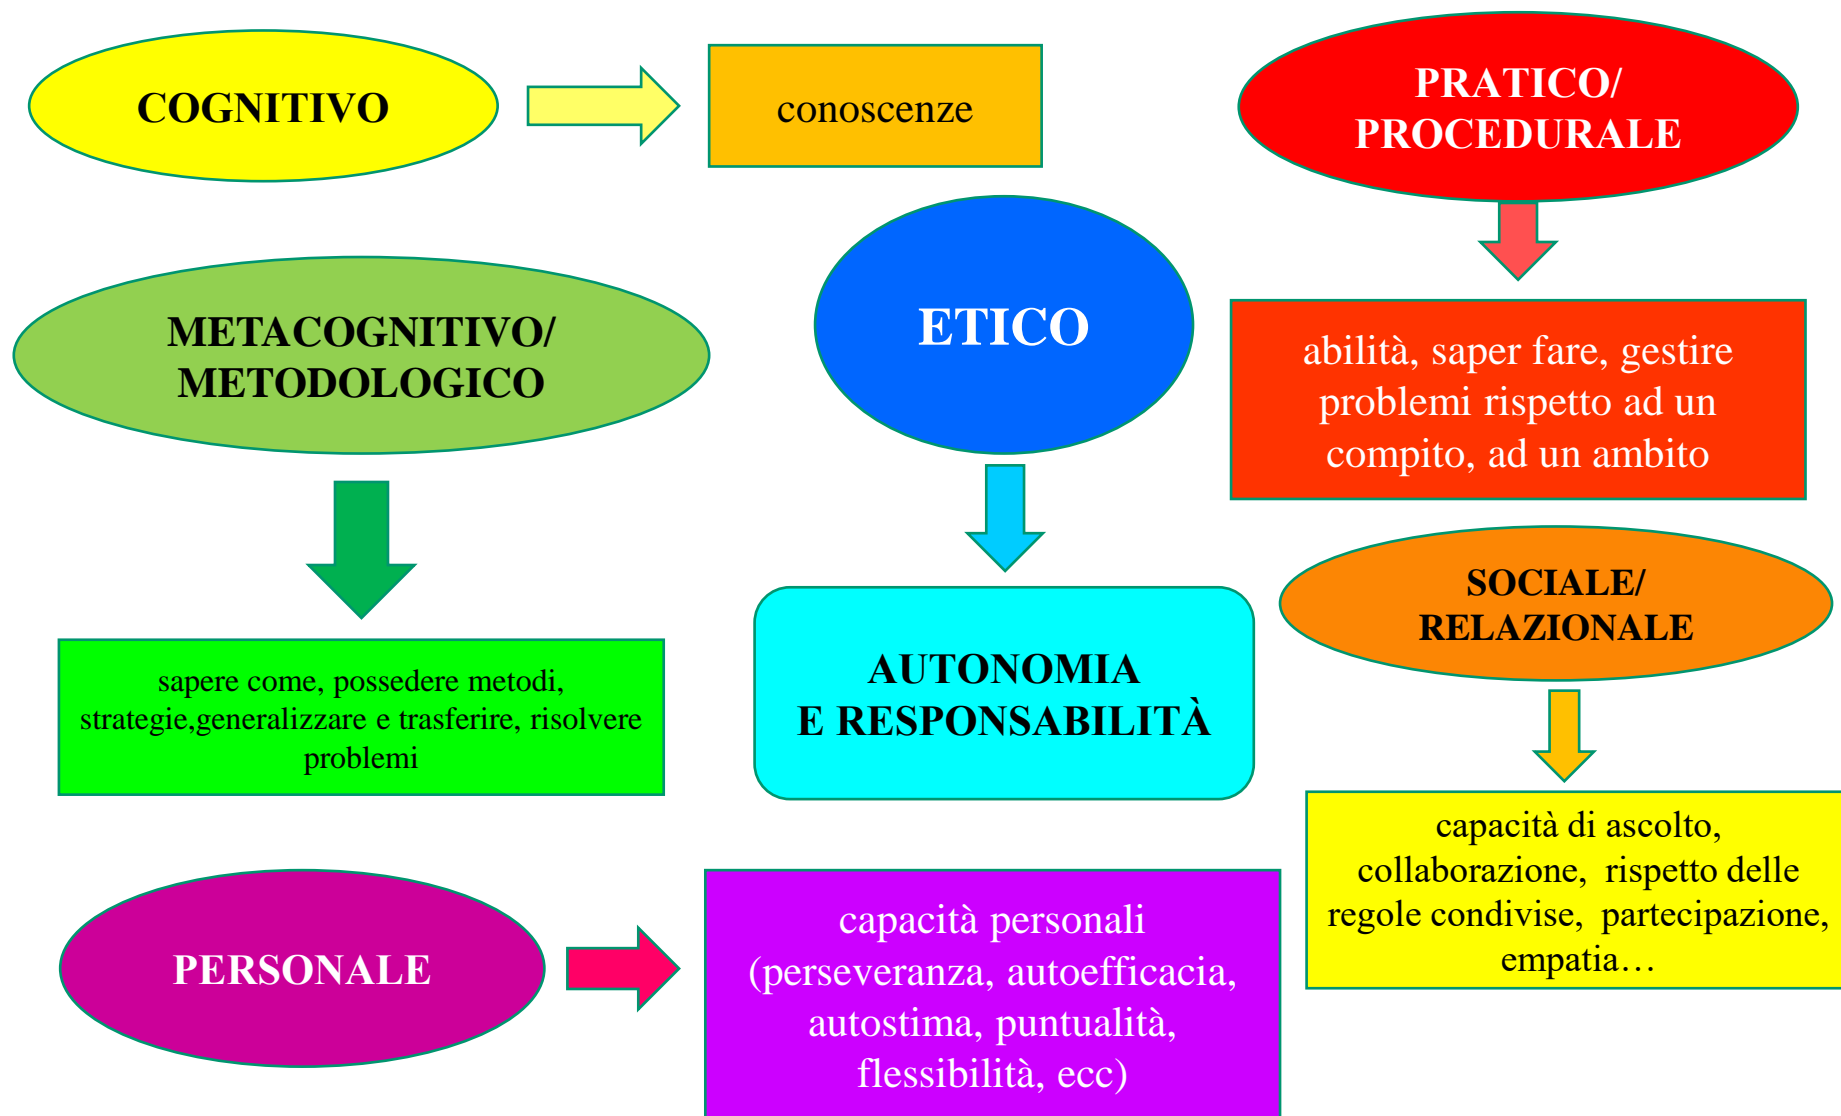 COGNITIVO
conoscenze
PRATICO/
PROCEDURALE
abilità, saper fare, gestire
problemi rispetto ad un
compito, ad un ambito
METACOGNITIVO/
METODOLOGICO
sapere come, possedere metodi,
strategie,generalizzare e trasferire, risolvere
problemi
ETICO
AUTONOMIA
E RESPONSABILITÀ
SOCIALE/
RELAZIONALE
capacità di ascolto,
collaborazione, rispetto delle
regole condivise, partecipazione,
empatia…
PERSONALE
capacità personali
(perseveranza, autoefficacia,
autostima, puntualità,
flessibilità, ecc)